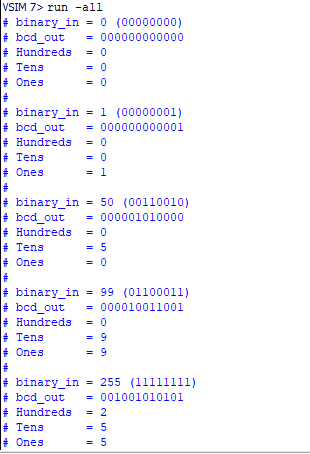 VSIM 7> run -all
# binary_in = 0 (00000000)
# bcd_out   = 000000000000
# Hundreds  = 0
# Tens      = 0
# Ones      = 0
#
# binary_in = 1 (00000001)
# bcd_out   = 000000000001
# Hundreds  = 0
# Tens      = 0
# Ones      = 1
#
# binary_in = 50 (00110010)
# bcd_out   = 000001010000
# Hundreds  = 0
# Tens      = 5
# Ones      = 0
#
# binary_in = 99 (01100011)
# bcd_out   = 000010011001
# Hundreds  = 0
# Tens      = 9
# Ones      = 9
#
# binary_in = 255 (11111111)
# bcd_out   = 001001010101
# Hundreds  = 2
# Tens      = 5
# Ones      = 5